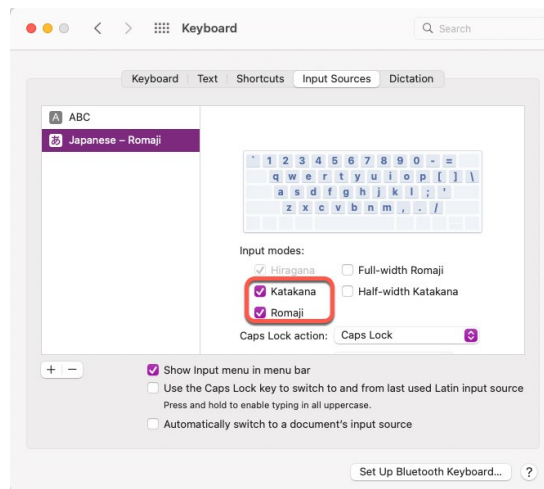 Keyboard
Search
Keyboard Text Shortcuts Input Sources Dictation
A ABC
あ Japanese – Romaji
` 1 2 3 4 5 6 7 8 9 0 - =
q w e r t y u i o p [ ] \
a s d f g h j k l ; '
z x c v b n m , . /
Input modes:
Hiragana Full-width Romaji
Katakana Half-width Katakana
Romaji
Caps Lock action: Caps Lock
+ −
Show Input menu in menu bar
Use the Caps Lock key to switch to and from last used Latin input source
Press and hold to enable typing in all uppercase.
Automatically switch to a document's input source
Set Up Bluetooth Keyboard... ?